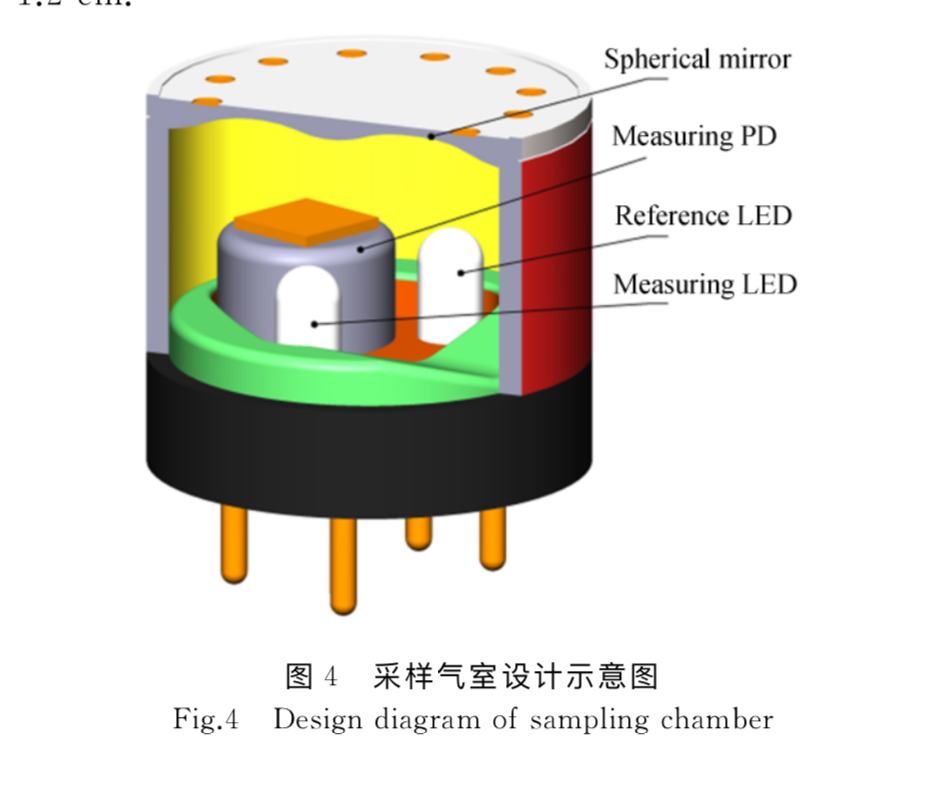 1.2 cm.
Spherical mirror
Measuring PD
Reference LED
Measuring LED
图 4 采样气室设计示意图
Fig.4 Design diagram of sampling chamber